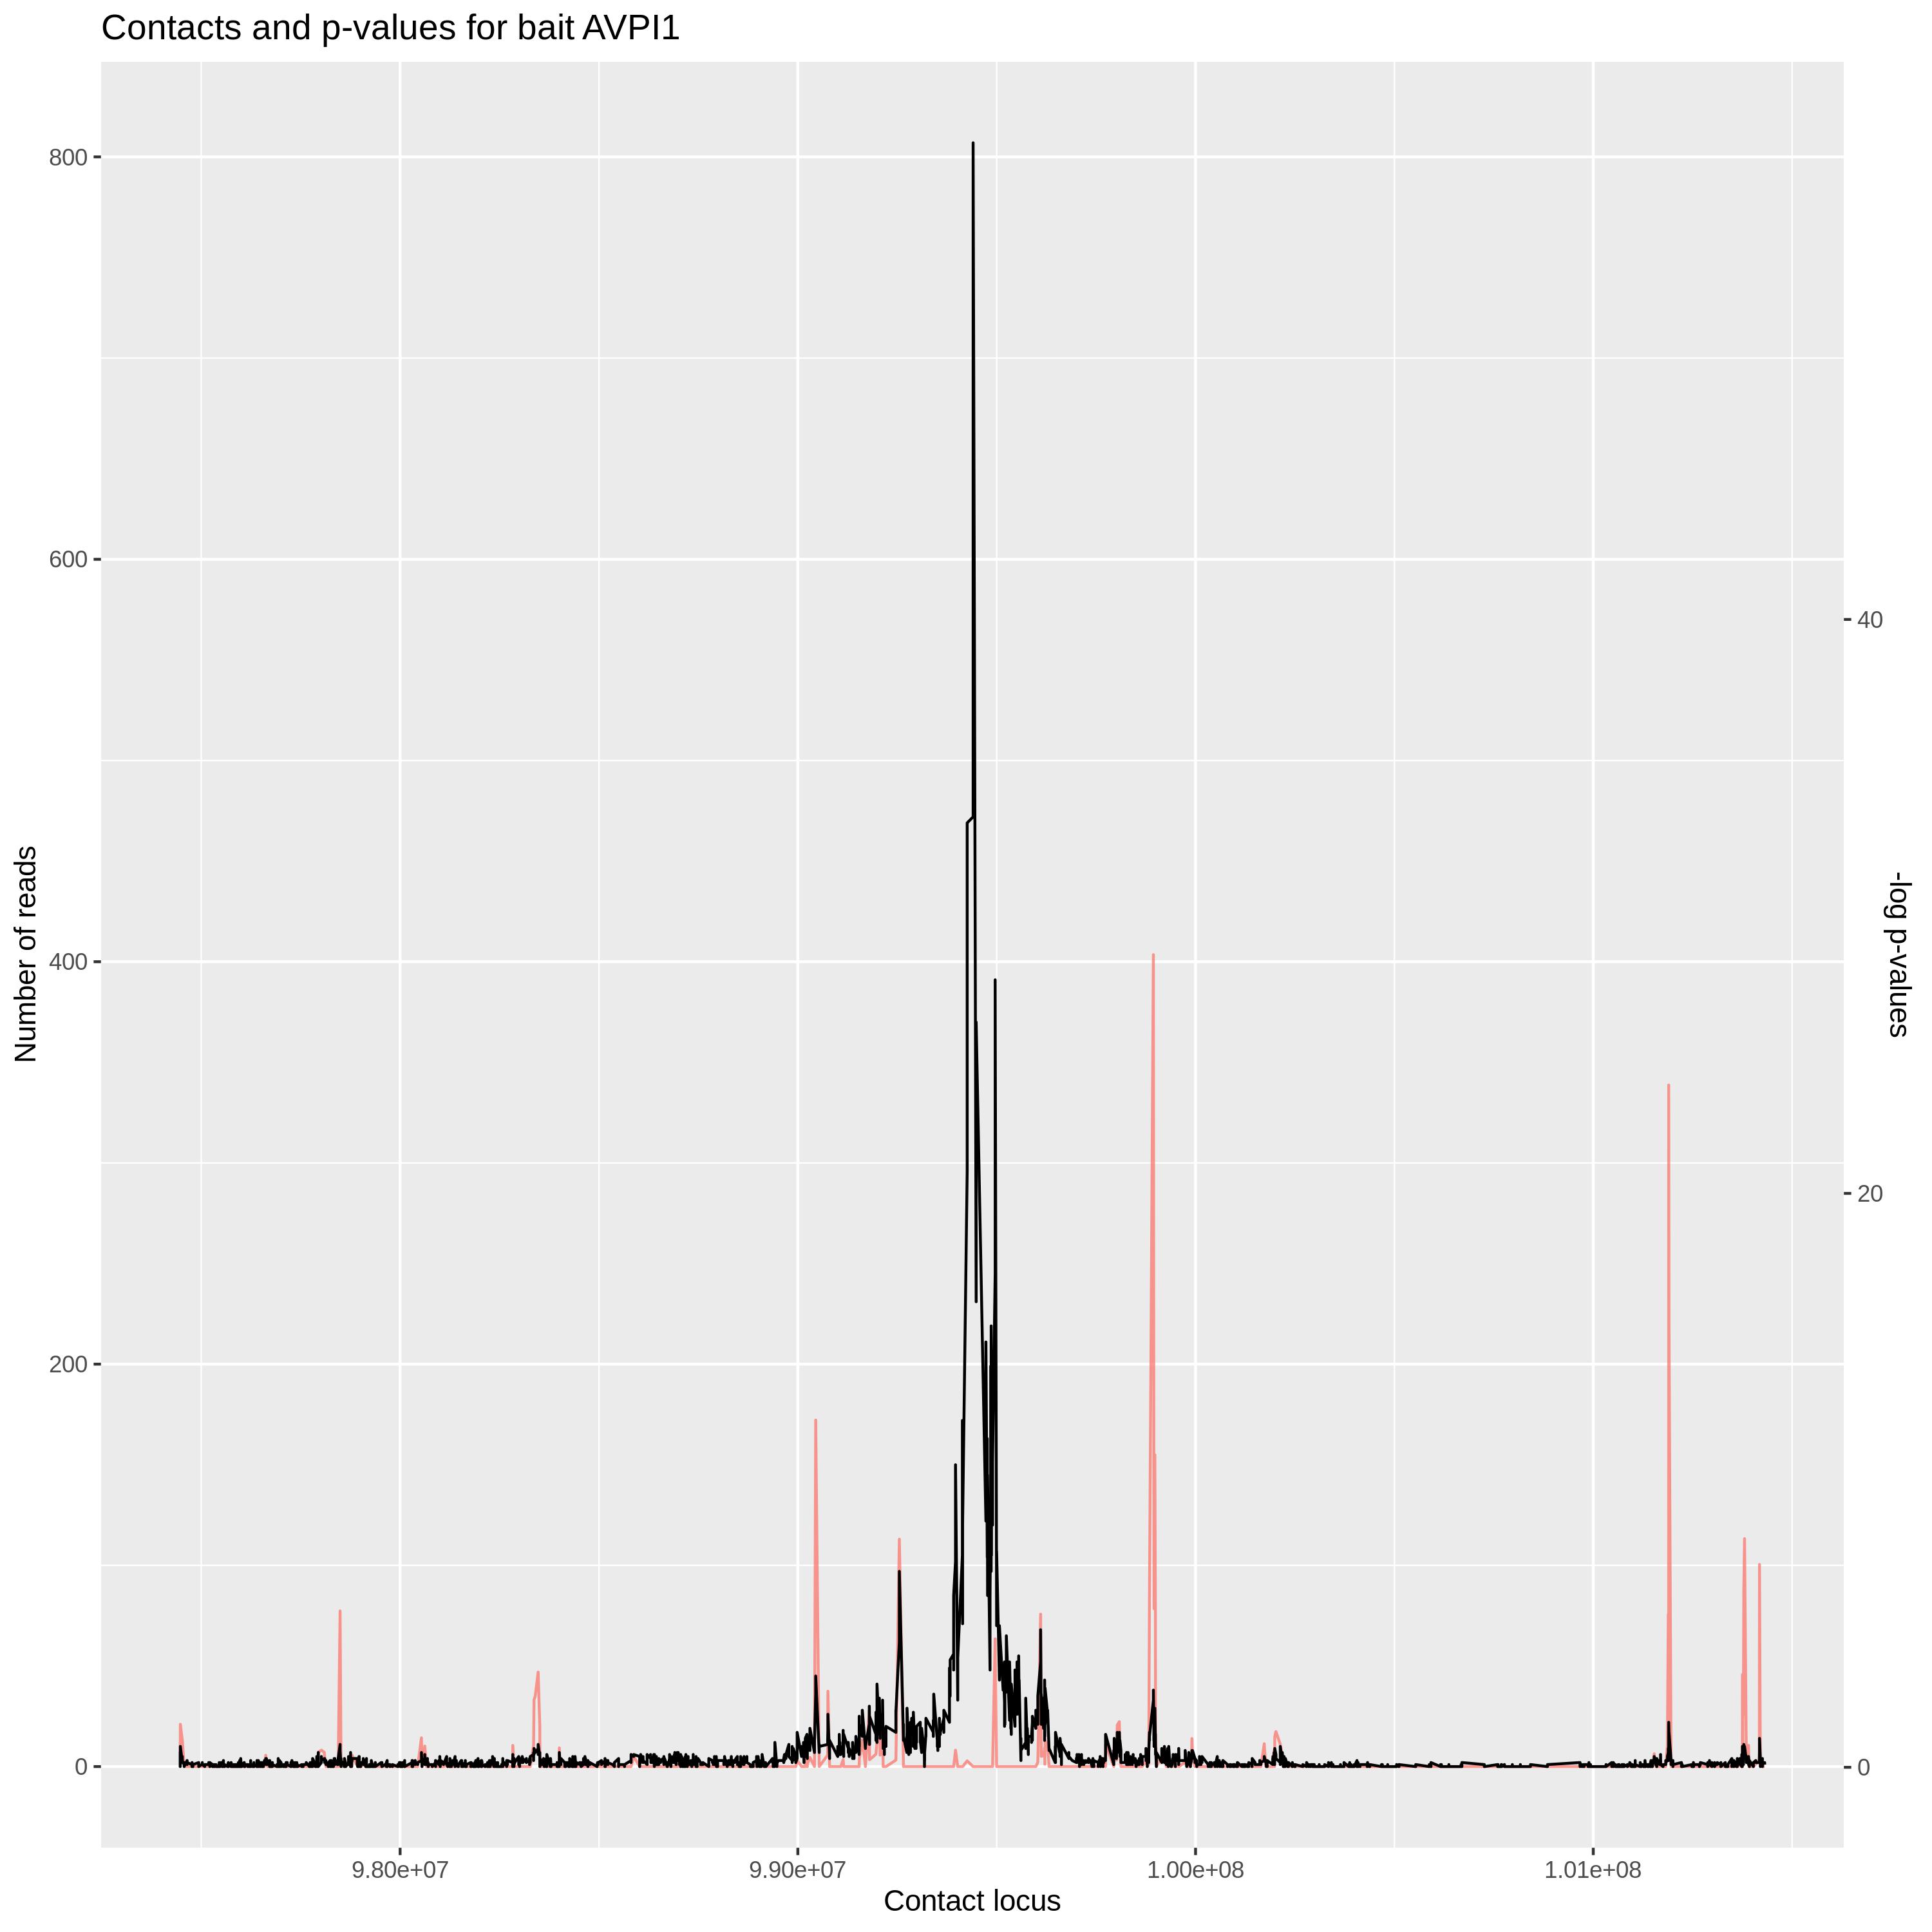 Contacts and p-values for bait AVPI1
800
600
400
200
0
Number of reads
40
20
0
-log p-values
9.80e+07
9.90e+07
1.00e+08
1.01e+08
Contact locus